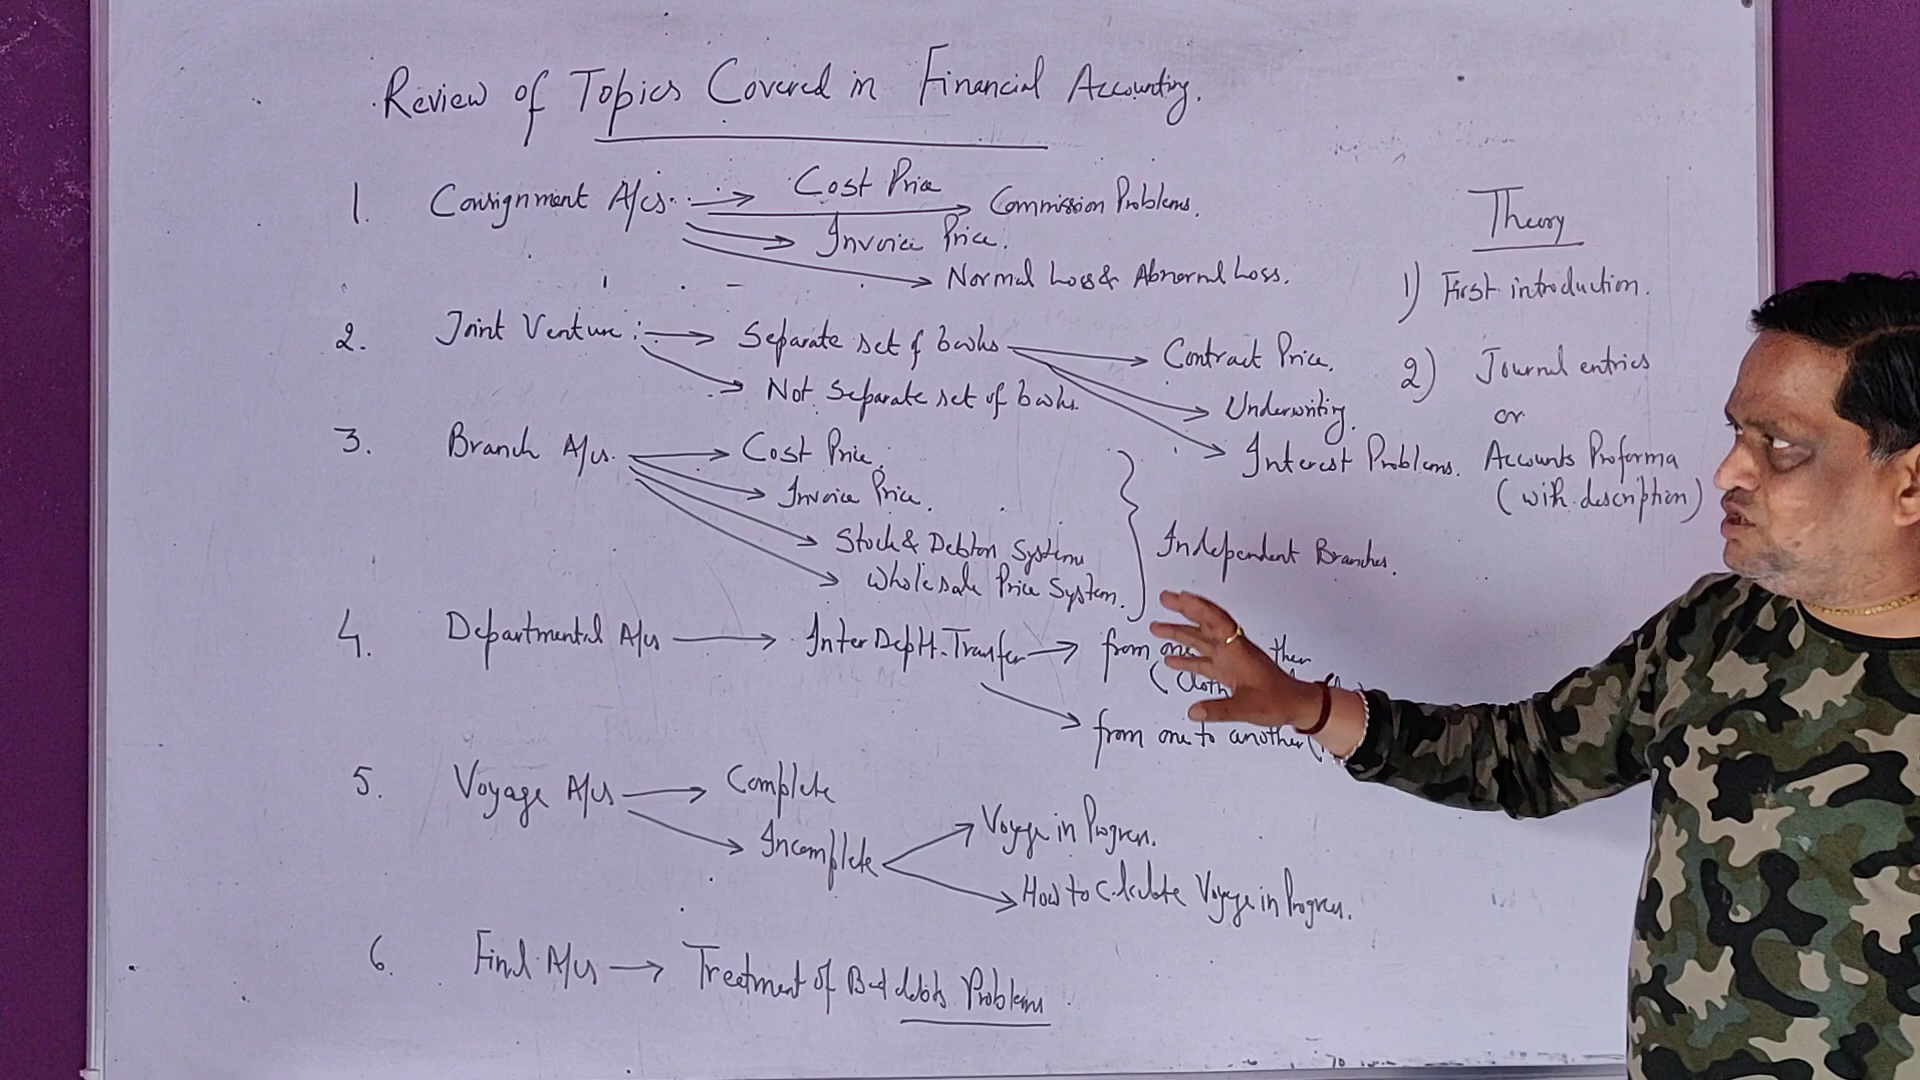 Review of Topics Covered in Financial Accounting.
1. Consignment A/cs. → Cost Price
→ Commission Problems.
→ Invoice Price.
→ Normal Loss & Abnormal Loss.
2. Joint Venture: → Separate set of books → Contract Price.
→ Underwriting.
→ Interest Problems.
→ Not Separate set of books.
3. Branch A/cs. → Cost Price.
→ Invoice Price.
→ Stock & Debtors System
→ Wholesale Price System.
} Independent Branches.
4. Departmental A/cs → Inter Deptt. Transfer → from one
(Cloth
→ from one to another (
5. Voyage A/cs → Complete
→ Incomplete → Voyage in Progress.
→ How to Calculate Voyage in Progress.
6. Final A/cs → Treatment of Bad debts Problems
Theory
1) First introduction.
2) Journal entries
or
Accounts Proforma
(with description)